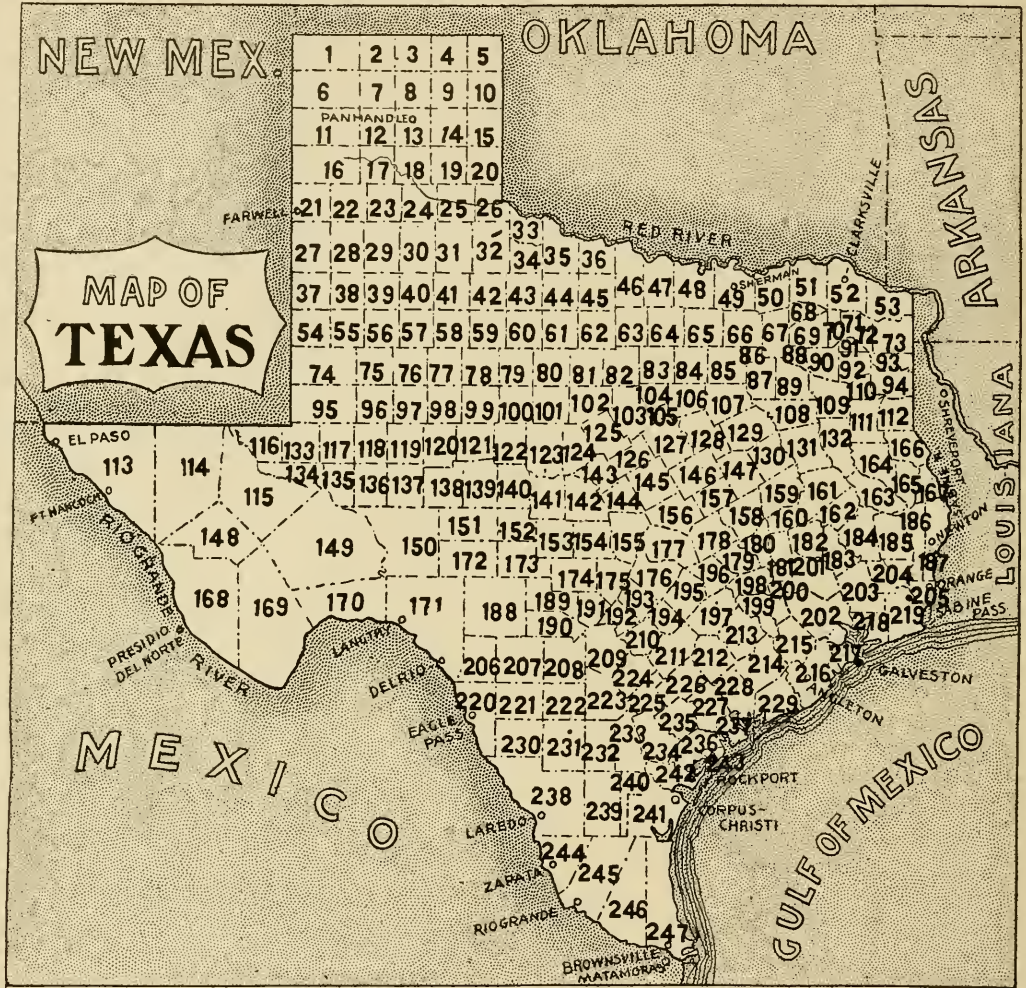 NEW MEX.
OKLAHOMA
ARKANSAS
LOUISIANA
MAP OF
TEXAS
1 2 3 4 5
6 7 8 9 10
PANHANDLE
11 12 13 14 15
16 17 18 19 20
FARWELL
21 22 23 24 25 26
33
RED RIVER
CLARKSVILLE
27 28 29 30 31 32 34 35 36
SHERMAN
37 38 39 40 41 42 43 44 45 46 47 48 49 50 51 52 53
68
54 55 56 57 58 59 60 61 62 63 64 65 66 67 69 70 71 72 73
74 75 76 77 78 79 80 81 82 83 84 85 86 88 90 91 92 93
87 89 110 94
95 96 97 98 99 100 101 102 103 104 105 106 107 108 109 111 112
SHREVEPORT
EL PASO
113 114
116 133 117 118 119 120 121 122 123 124 125 126 127 128 129 130 131 132 166
115 134 135 136 137 138 139 140 141 142 143 144 145 146 147 164
157 159 161 163 165
FT. HANCOCK
RIO GRANDE
RIVER
148 149 150 151 152 153 154 155 156 158 160 162 186
NEWTON
172 173 177 178 180 182 184 185 187
168 169 170 171 188 174 175 176 179 181 201 183 204
189 190 191 192 193 194 195 196 197 198 199 200 202 203 205
ORANGE
SABINE
PASS
PRESIDIO
DEL NORTE
LANGTRY
DELRIO
206 207 208 209 210 211 212 213 214 215 216 217 218 219
GALVESTON
ANGLETON
EAGLE
PASS
220 221 222 223 224 225 226 227 228 229
230 231 232 233 234 235 236 237
240 242 243
ROCKPORT
238 239 241
CORPUS-
CHRISTI
LAREDO
244
ZAPATA
245
RIO GRANDE
246
247
BROWNSVILLE
MATAMORAS
MEXICO
GULF OF MEXICO